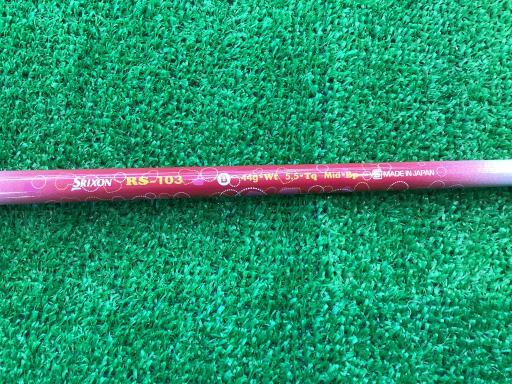 SRIXON RS-103 44g•Wt 5.5•Tq Mid•Bp MADE IN JAPAN